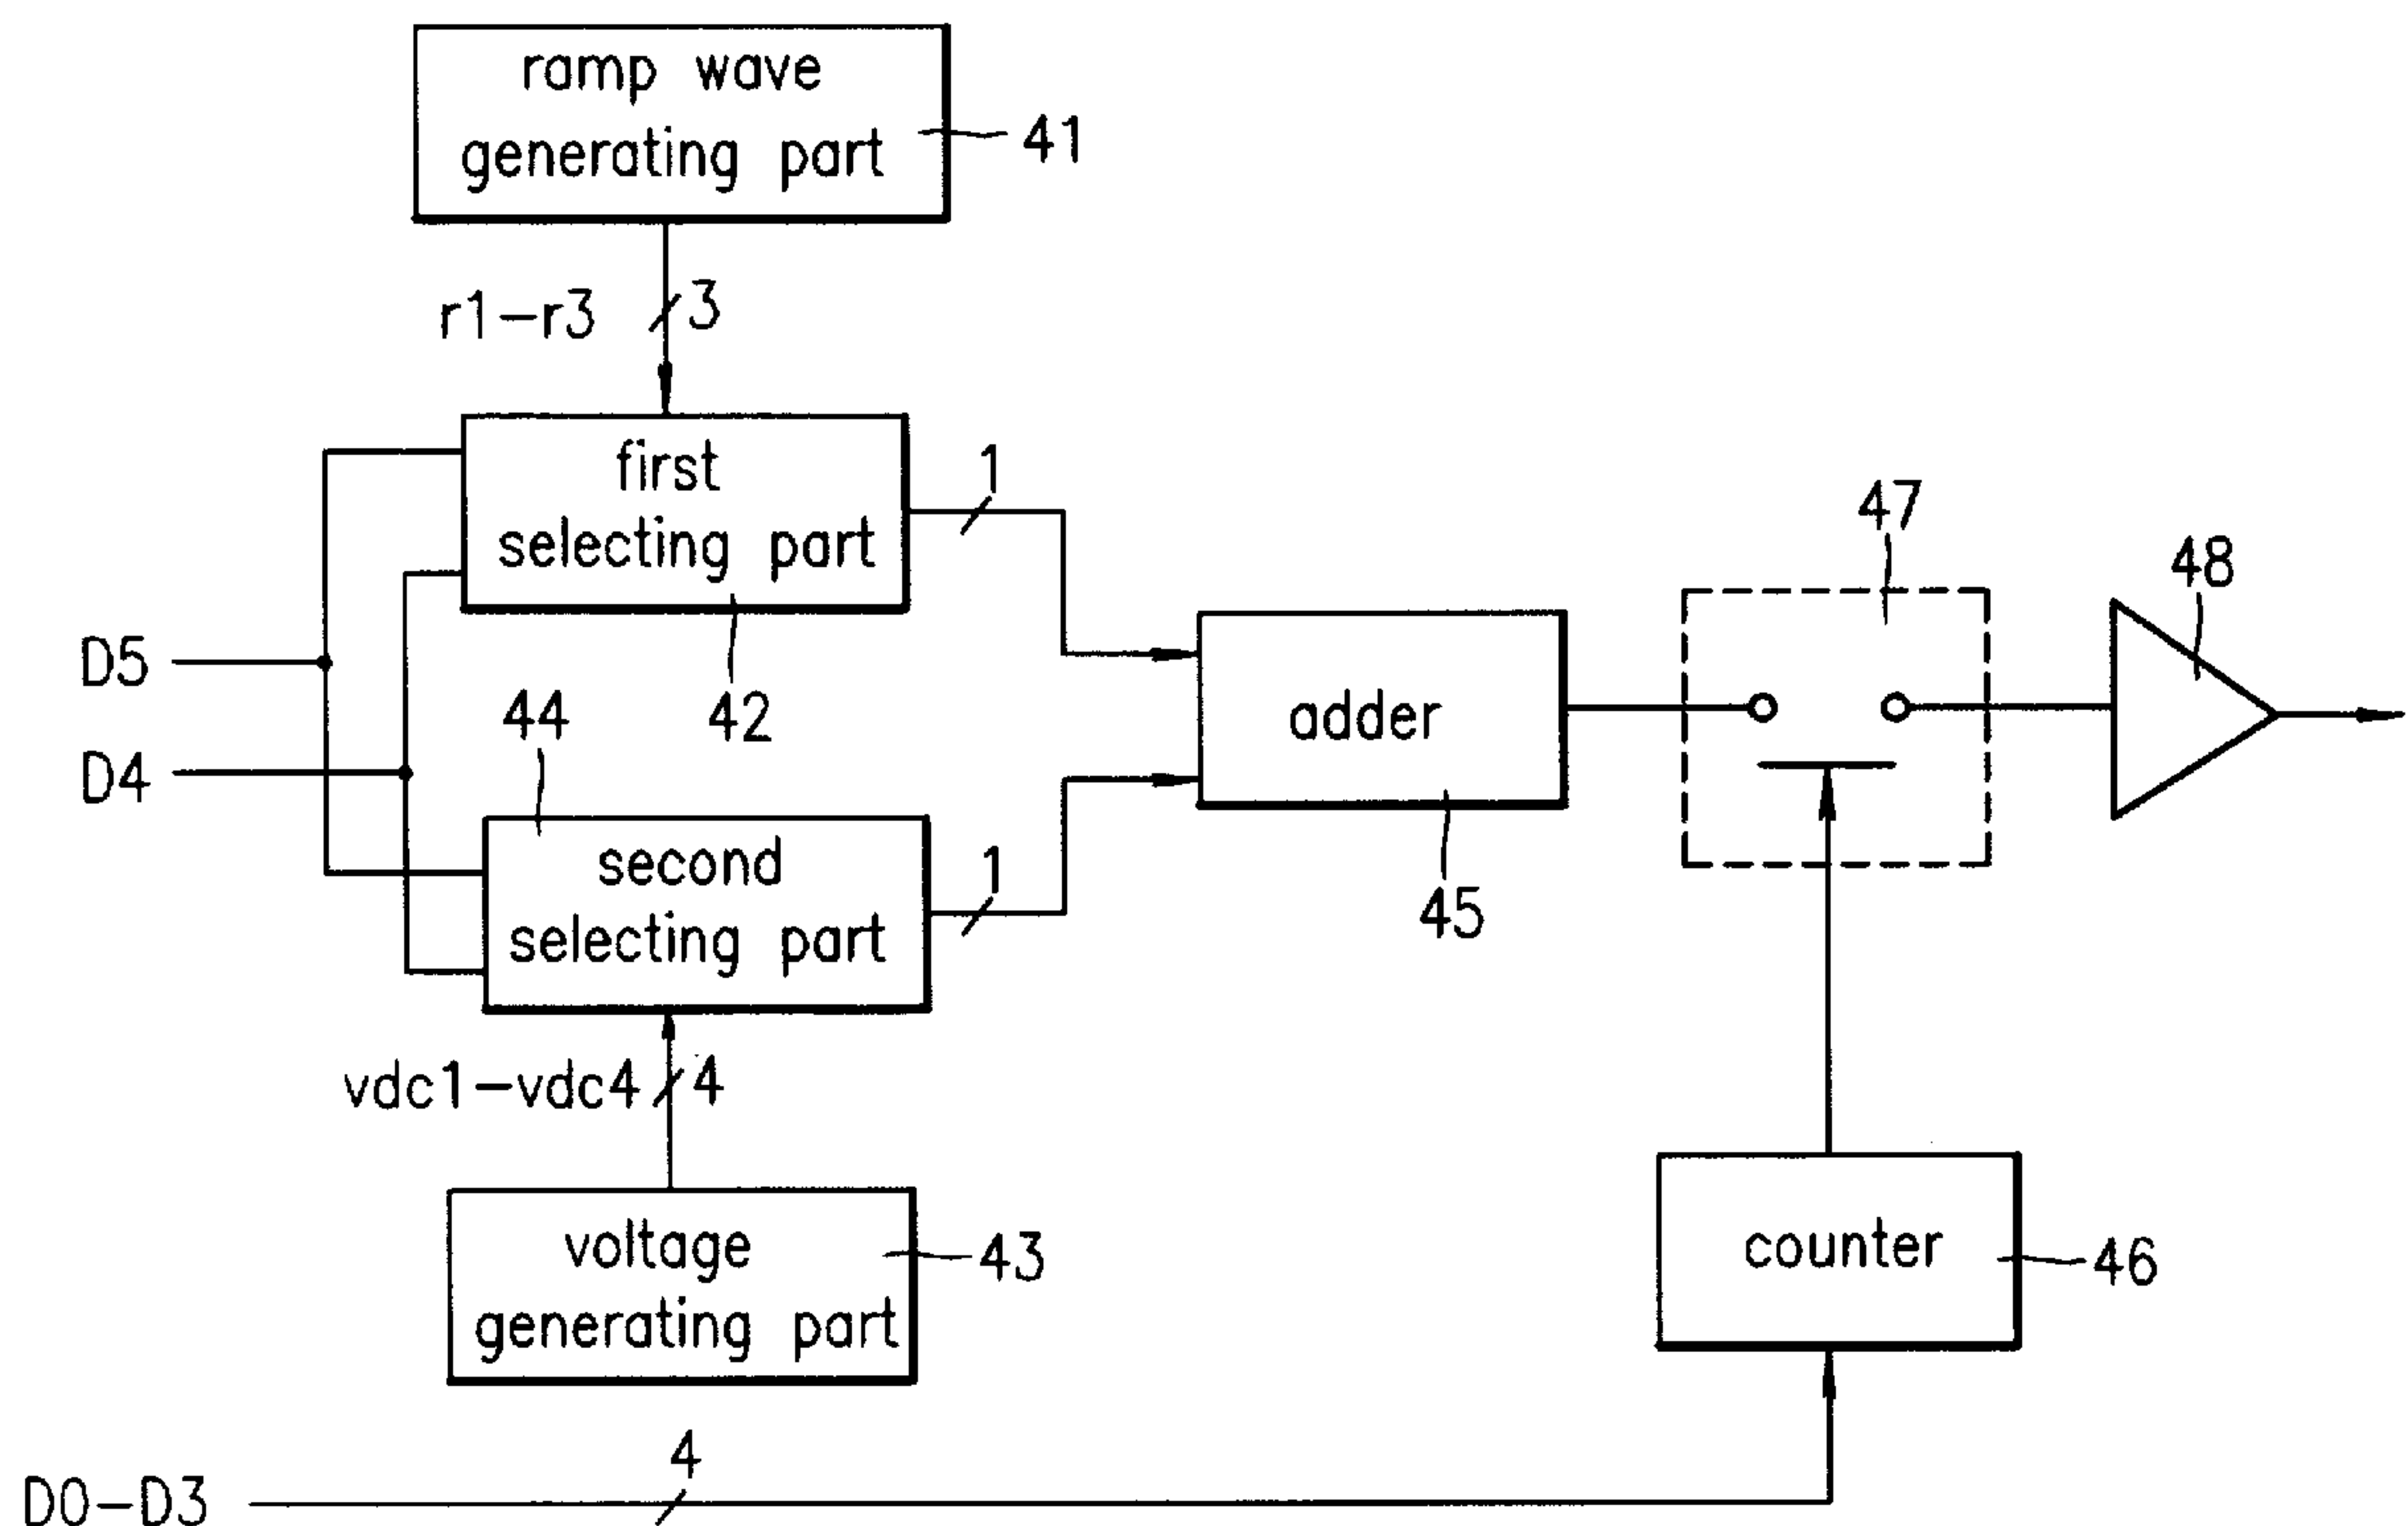 ramp wave
generating part
41
r1-r3
3
first
selecting part
1
42
D5
D4
44
second
selecting part
1
vdc1-vdc4
4
voltage
generating part
43
adder
45
47
48
counter
46
D0-D3
4